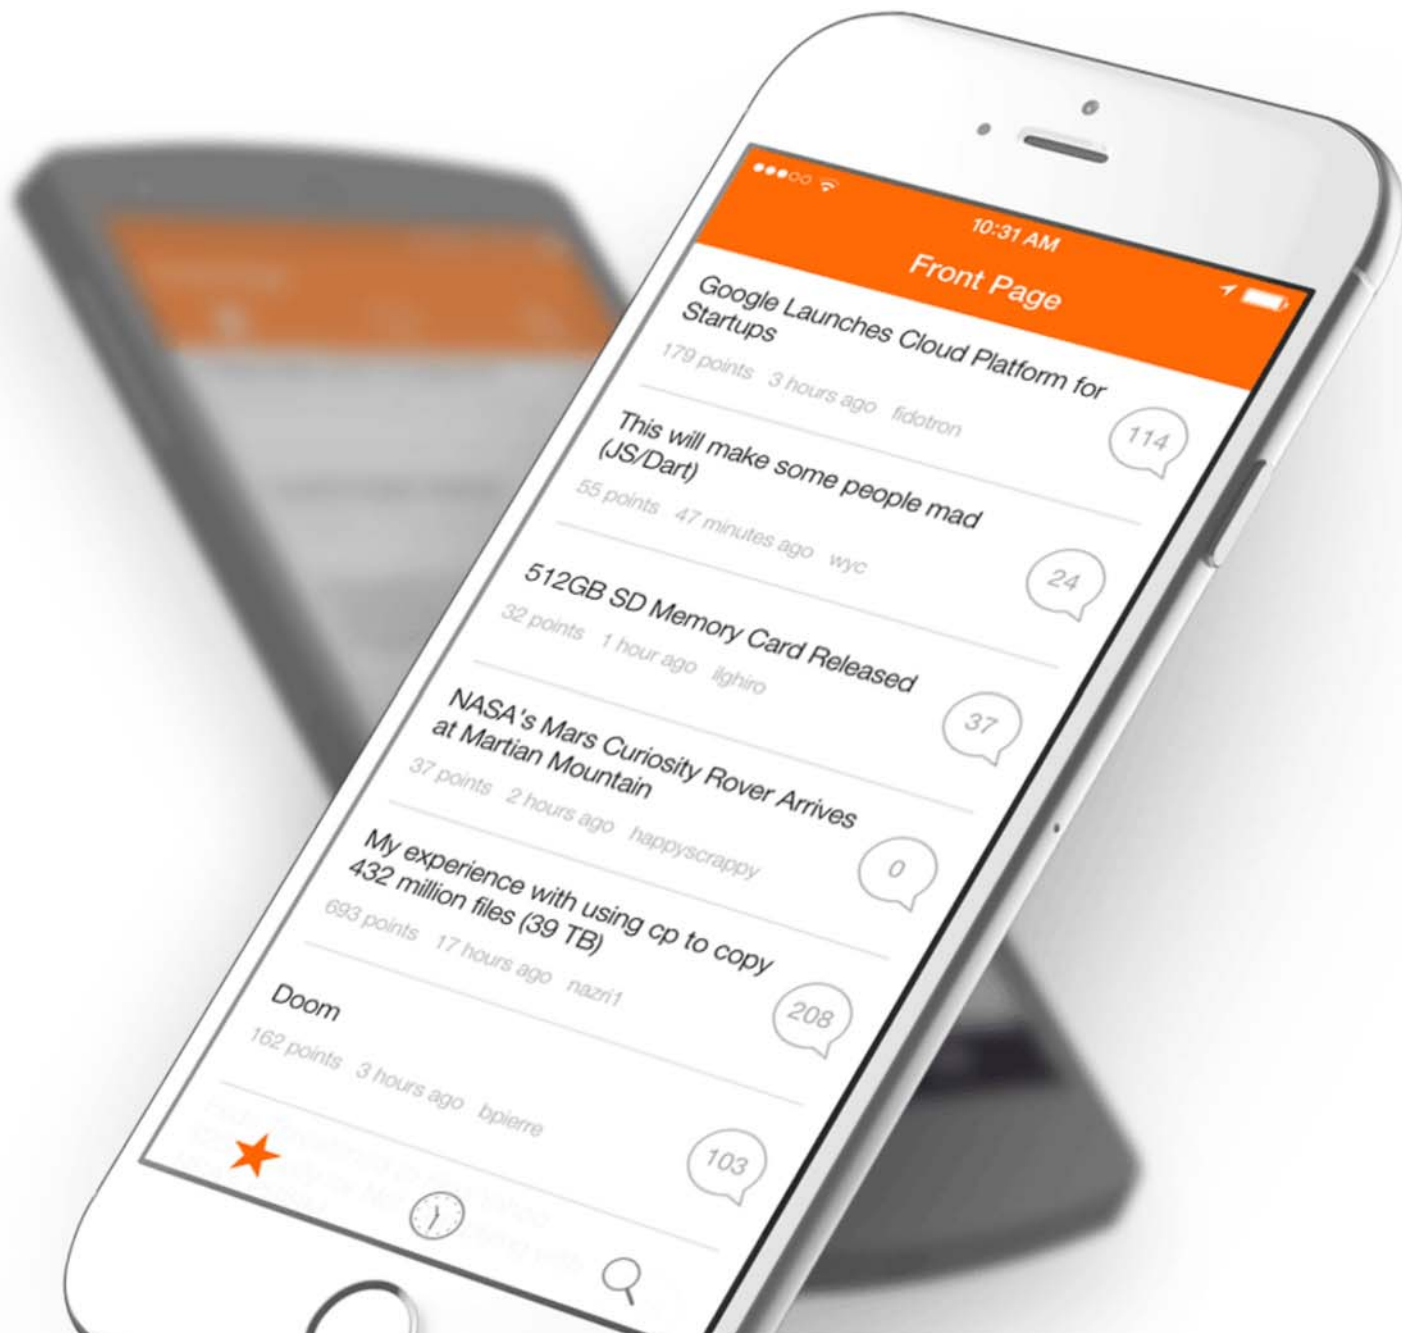 10:31 AM
Front Page
Google Launches Cloud Platform for
Startups
179 points 3 hours ago fidotron
114
This will make some people mad
(JS/Dart)
55 points 47 minutes ago wyc
24
512GB SD Memory Card Released
32 points 1 hour ago ilghiro
37
NASA's Mars Curiosity Rover Arrives
at Martian Mountain
37 points 2 hours ago happyscrappy
0
My experience with using cp to copy
432 million files (39 TB)
693 points 17 hours ago nazri1
208
Doom
162 points 3 hours ago bpierre
103